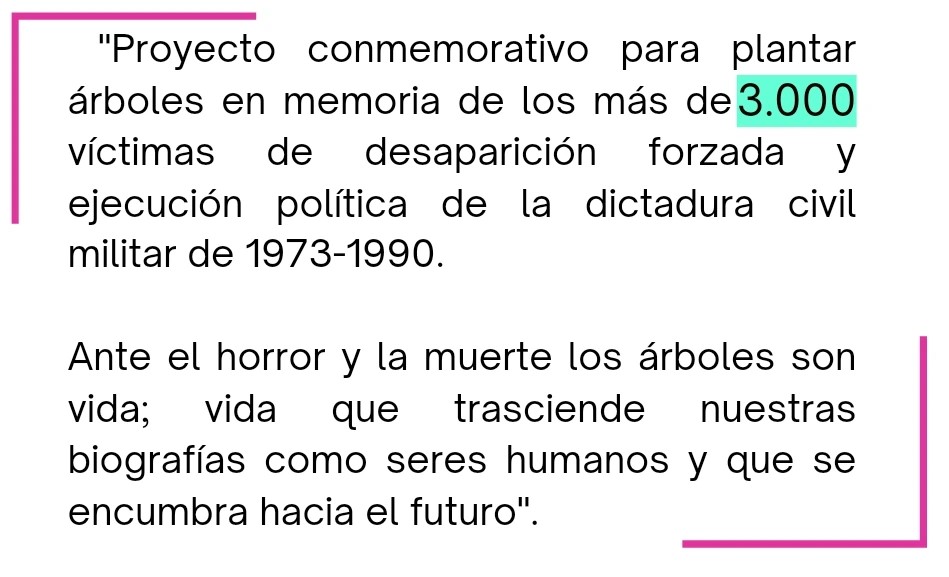 "Proyecto conmemorativo para plantar
árboles en memoria de los más de 3.000
víctimas de desaparición forzada y
ejecución política de la dictadura civil
militar de 1973-1990.
Ante el horror y la muerte los árboles son
vida; vida que trasciende nuestras
biografías como seres humanos y que se
encumbra hacia el futuro".